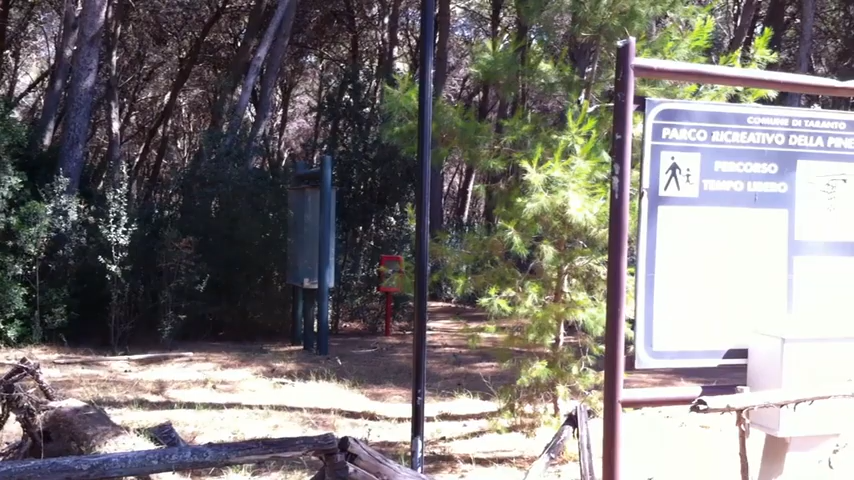 COMUNE DI TARANTO
PARCO RICREATIVO DELLA PINE
PERCORSO
TEMPO LIBERO